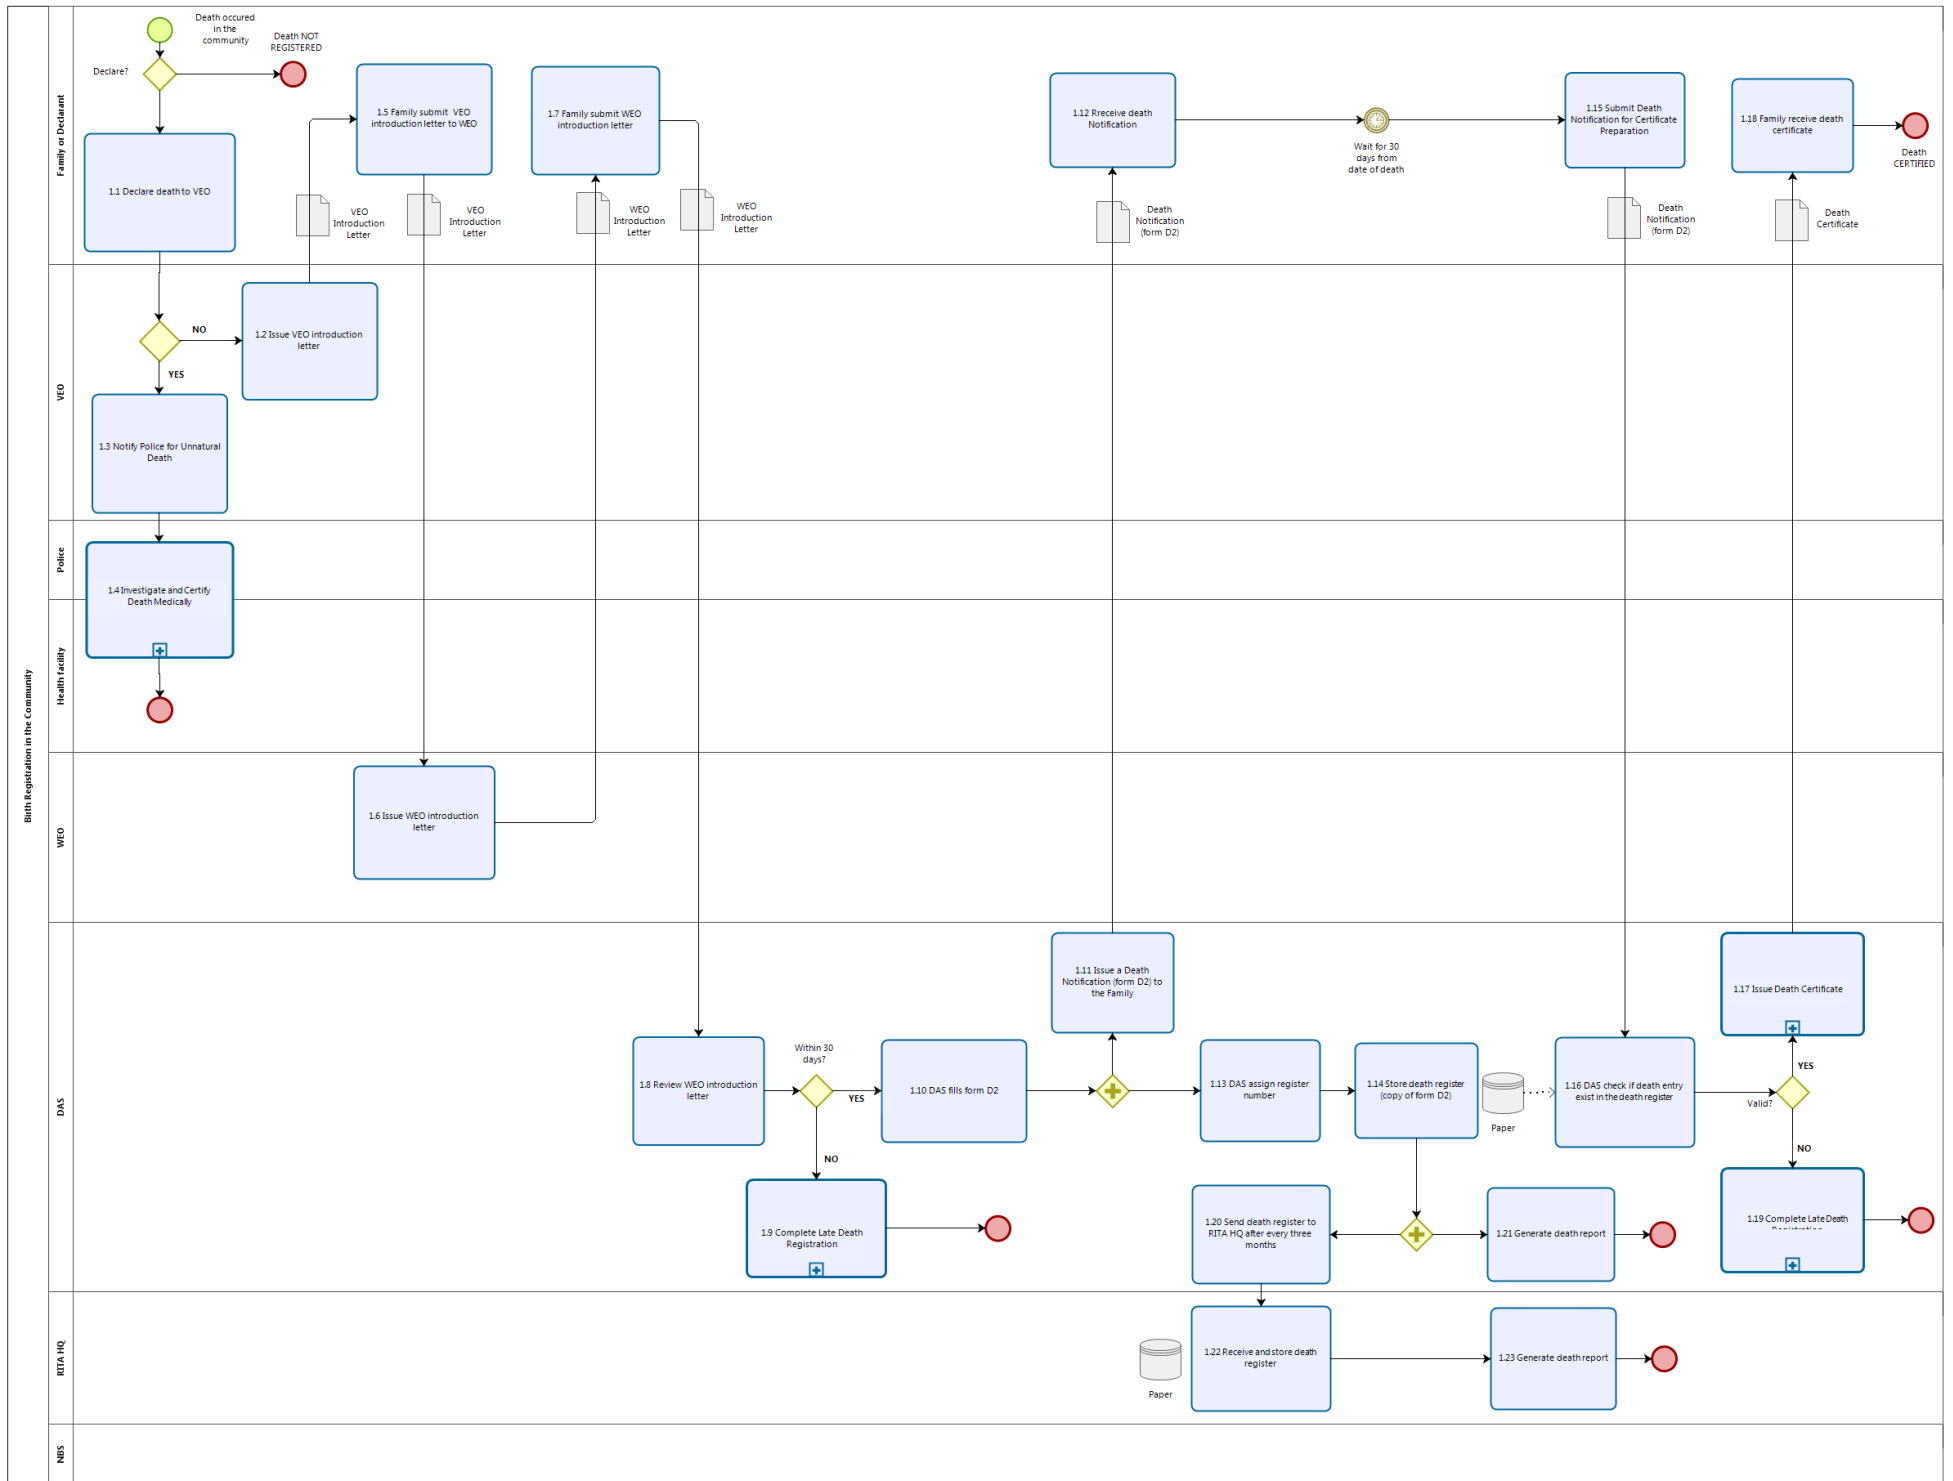 Birth Registration in the Community
Family or Declarant
Death occured
in the
community
Death NOT
REGISTERED
Declare?
1.1 Declare death to VEO
1.5 Family submit VEO
introduction letter to WEO
1.7 Family submit WEO
introduction letter
VEO
Introduction
Letter
VEO
Introduction
Letter
WEO
Introduction
Letter
WEO
Introduction
Letter
1.12 Rreceive death
Notification
Death
Notification
(form D2)
Wait for 30
days from
date of death
1.15 Submit Death
Notification for Certificate
Preparation
Death
Notification
(form D2)
1.18 Family receive death
certificate
Death
Certificate
Death
CERTIFIED
VEO
NO
YES
1.2 Issue VEO introduction
letter
1.3 Notify Police for Unnatural
Death
Police
1.4 Investigate and Certify
Death Medically
Health facility
WEO
1.6 Issue WEO introduction
letter
DAS
1.8 Review WEO introduction
letter
Within 30
days?
YES
NO
1.9 Complete Late Death
Registration
1.10 DAS fills form D2
1.11 Issue a Death
Notification (form D2) to
the Family
1.13 DAS assign register
number
1.14 Store death register
(copy of form D2)
Paper
1.16 DAS check if death entry
exist in the death register
Valid?
YES
NO
1.17 Issue Death Certificate
1.19 Complete Late Death
1.20 Send death register to
RITA HQ after every three
months
1.21 Generate death report
RITA HQ
Paper
1.22 Receive and store death
register
1.23 Generate death report
NBS